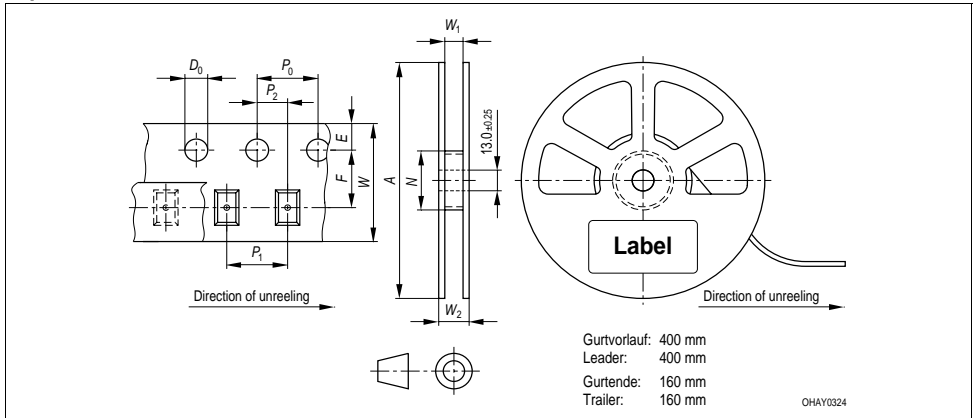 W1
D0
P0
P2
E
F
W
A
N
13.0 ±0.25
Label
P1
W2
Direction of unreeling
Direction of unreeling
Gurtvorlauf: 400 mm
Leader: 400 mm
Gurtende: 160 mm
Trailer: 160 mm
OHAY0324